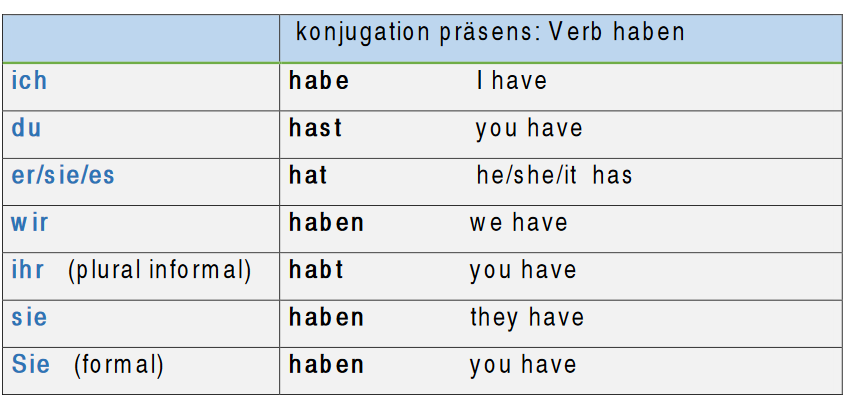 konjugation präsens: Verb haben
ich habe I have
du hast you have
er/sie/es hat he/she/it has
wir haben we have
ihr (plural informal) habt you have
sie haben they have
Sie (formal) haben you have